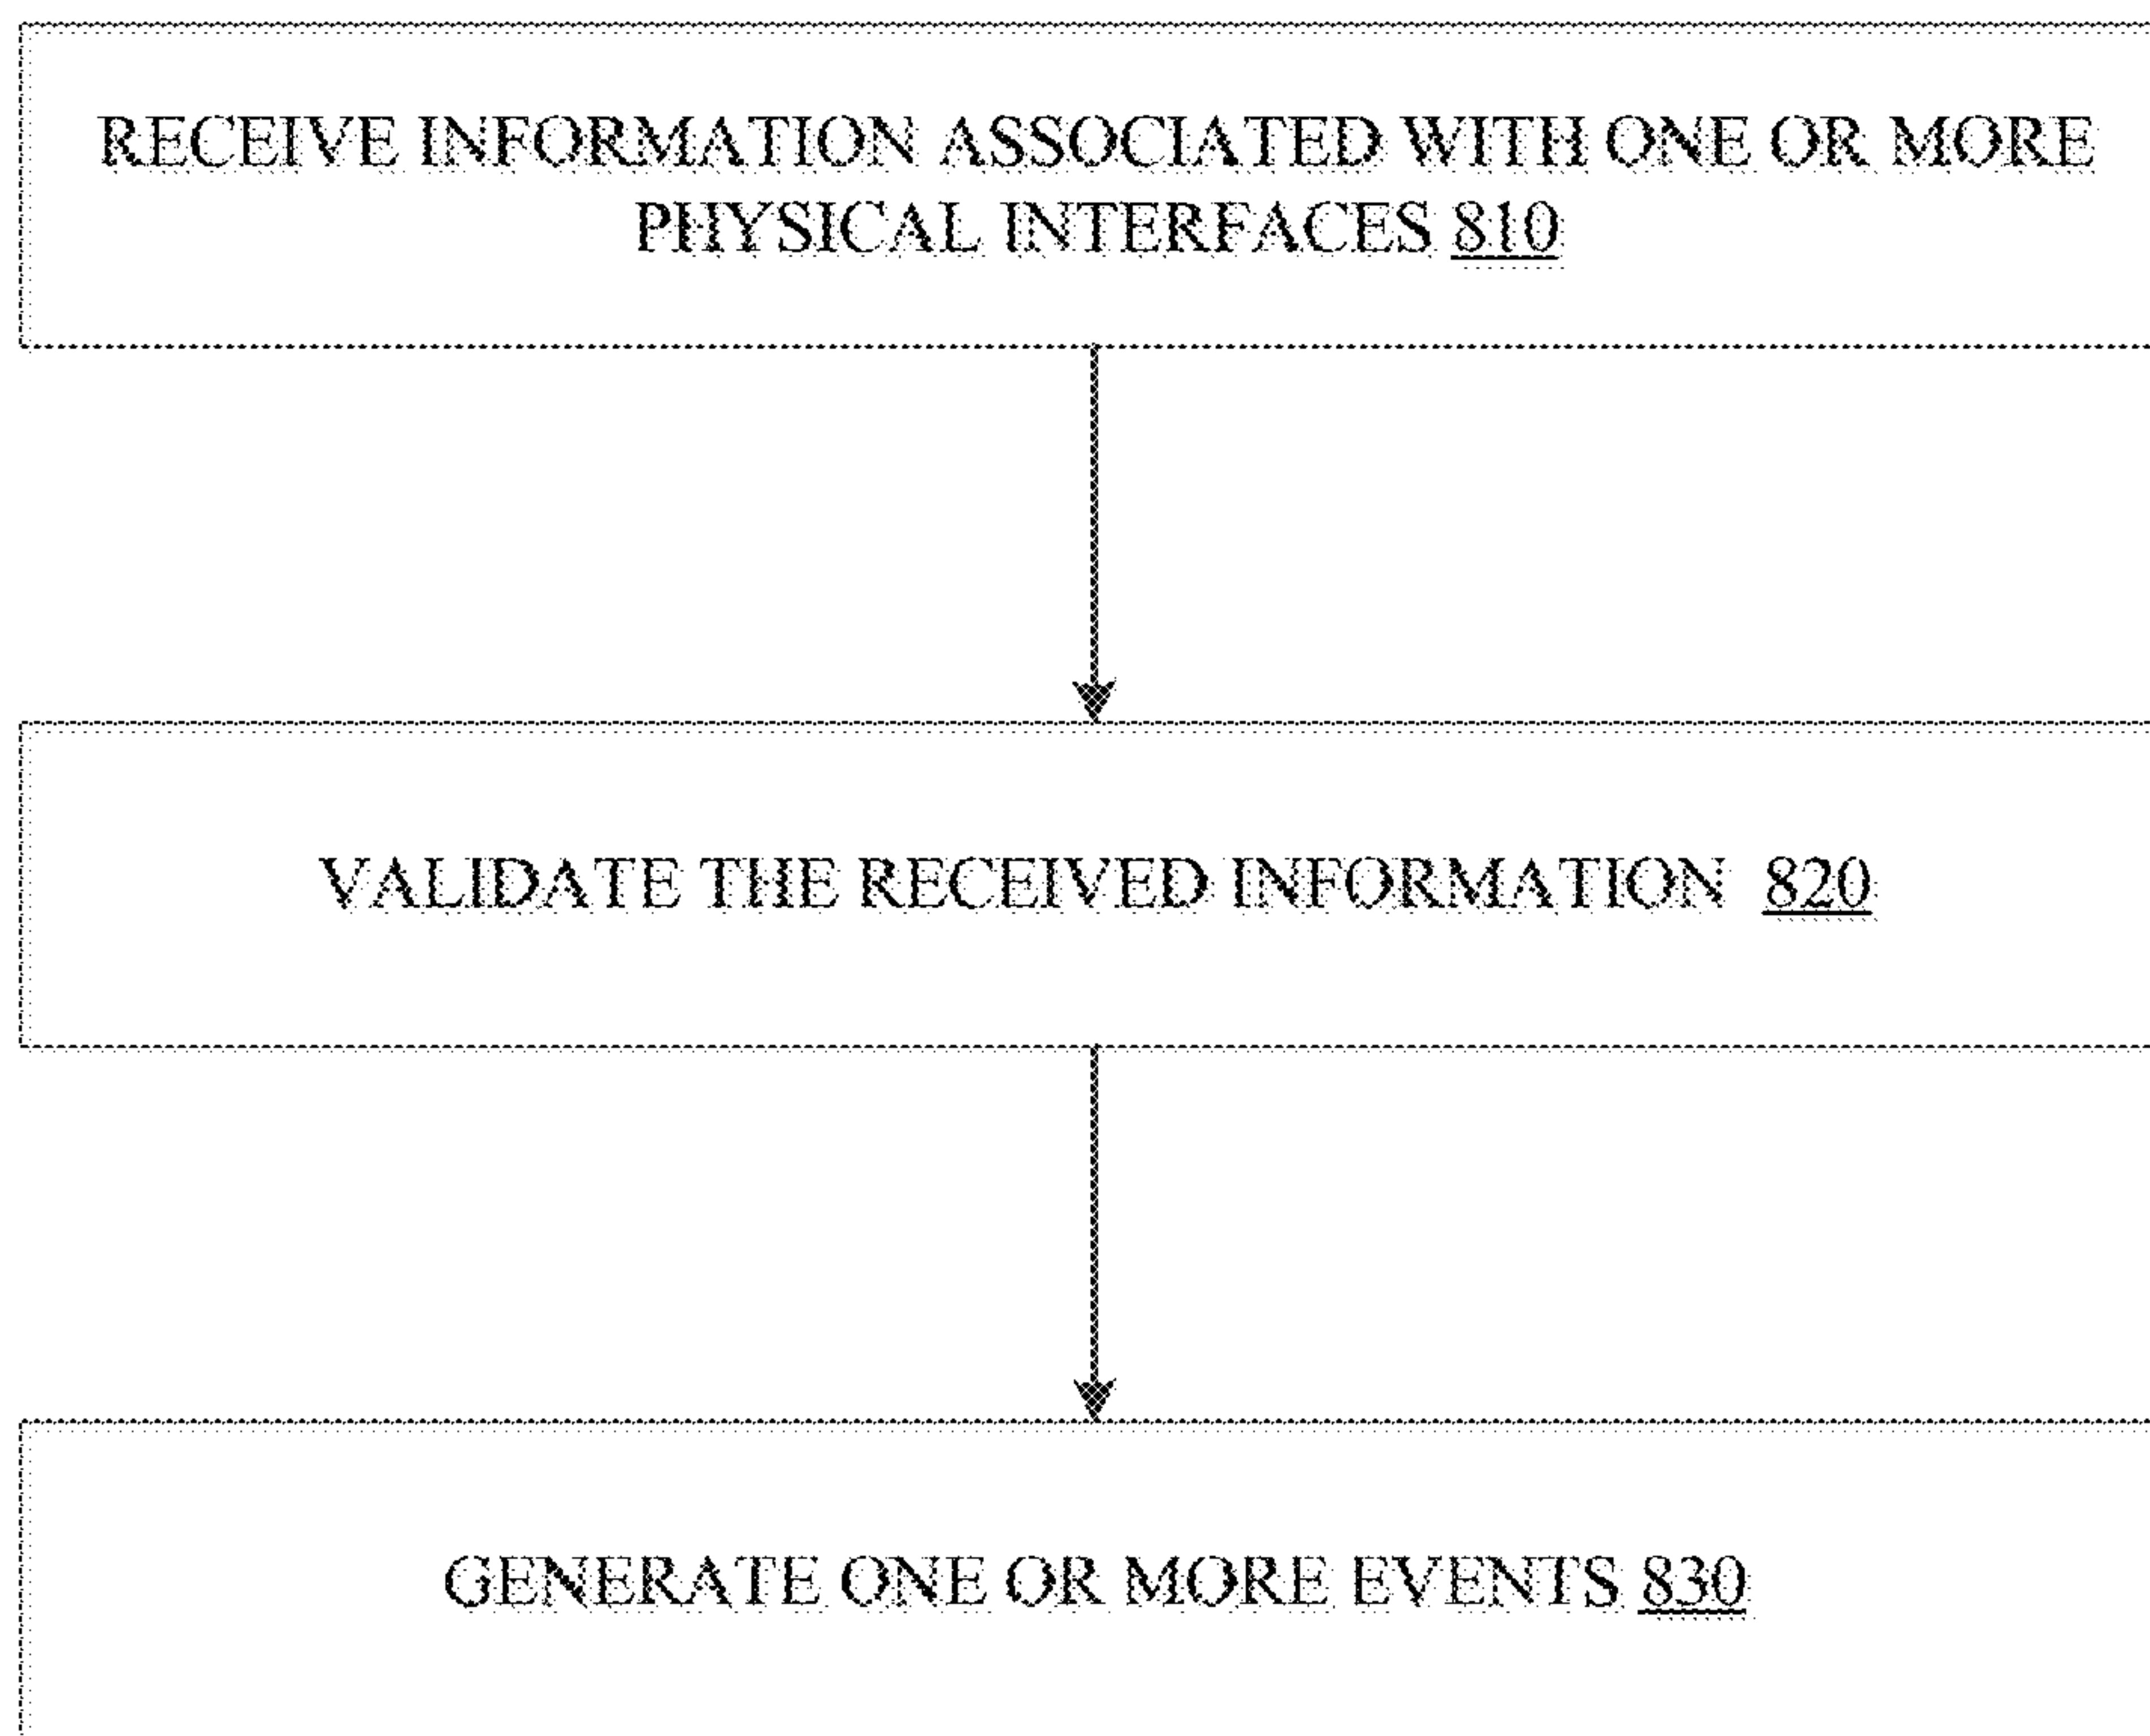 RECEIVE INFORMATION ASSOCIATED WITH ONE OR MORE
PHYSICAL INTERFACES 810
VALIDATE THE RECEIVED INFORMATION 820
GENERATE ONE OR MORE EVENTS 830